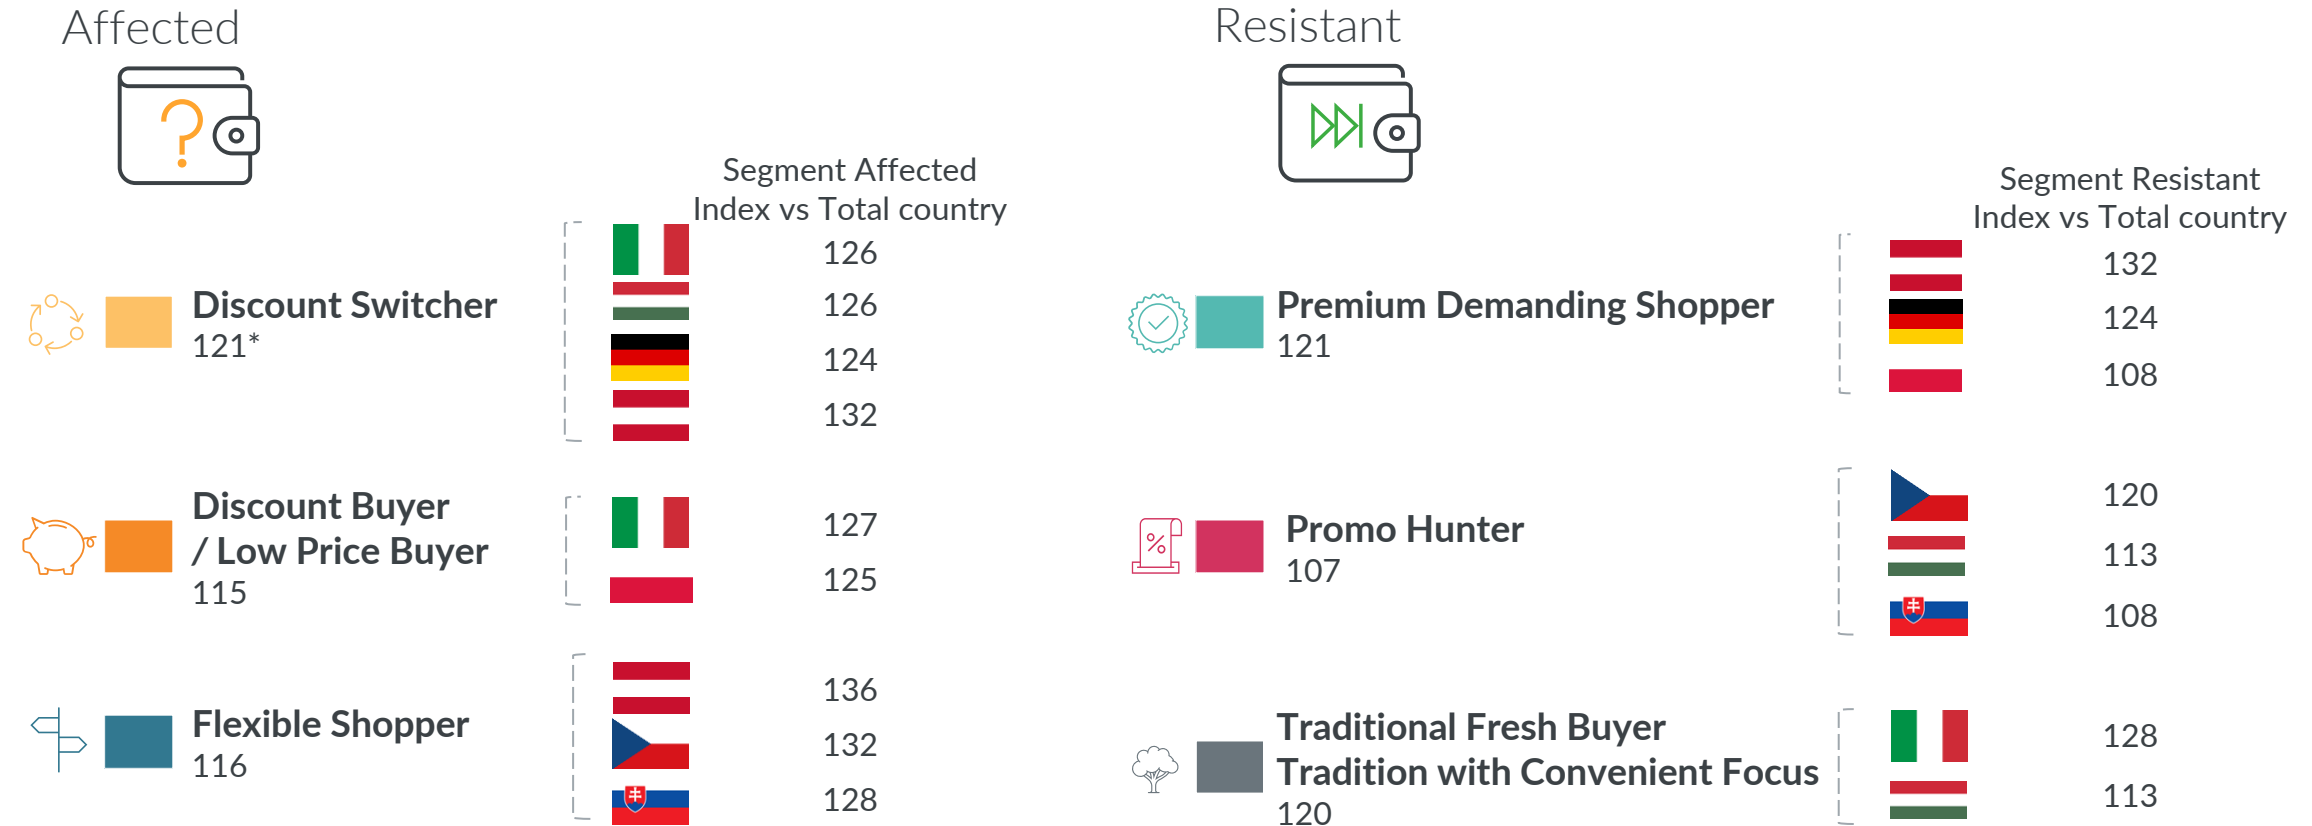 Affected
Segment Affected
Index vs Total country
Discount Switcher
121*
126
126
124
132
Discount Buyer
/ Low Price Buyer
115
127
125
Flexible Shopper
116
136
132
128
Resistant
Segment Resistant
Index vs Total country
Premium Demanding Shopper
121
132
124
108
%
Promo Hunter
107
120
113
108
Traditional Fresh Buyer
Tradition with Convenient Focus
120
128
113